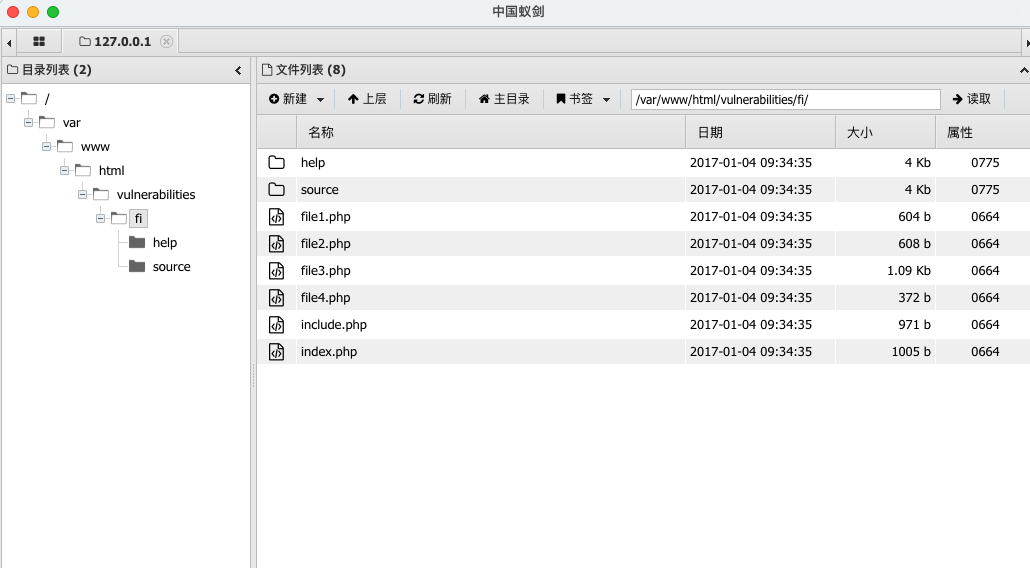 中国蚁剑
127.0.0.1
目录列表 (2)
文件列表 (8)
新建 上层 刷新 主目录 书签 /var/www/html/vulnerabilities/fi/ 读取
/
var
www
html
vulnerabilities
fi
help
source
名称 日期 大小 属性
help 2017-01-04 09:34:35 4 Kb 0775
source 2017-01-04 09:34:35 4 Kb 0775
file1.php 2017-01-04 09:34:35 604 b 0664
file2.php 2017-01-04 09:34:35 608 b 0664
file3.php 2017-01-04 09:34:35 1.09 Kb 0664
file4.php 2017-01-04 09:34:35 372 b 0664
include.php 2017-01-04 09:34:35 971 b 0664
index.php 2017-01-04 09:34:35 1005 b 0664